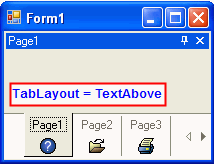 Form1
Page1
TabLayout = TextAbove
Page1 Page2 Page3